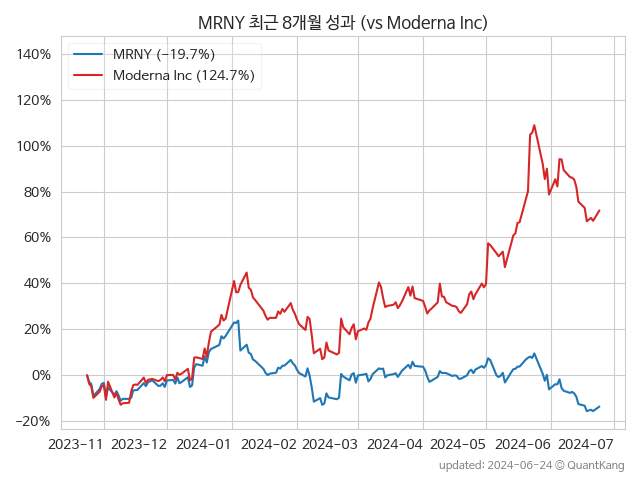 MRNY 최근 8개월 성과 (vs Moderna Inc)
MRNY (−19.7%)
Moderna Inc (124.7%)
140%
120%
100%
80%
60%
40%
20%
0%
−20%
2023−11 2023−12 2024−01 2024−02 2024−03 2024−04 2024−05 2024−06 2024−07
updated: 2024-06-24 © QuantKang